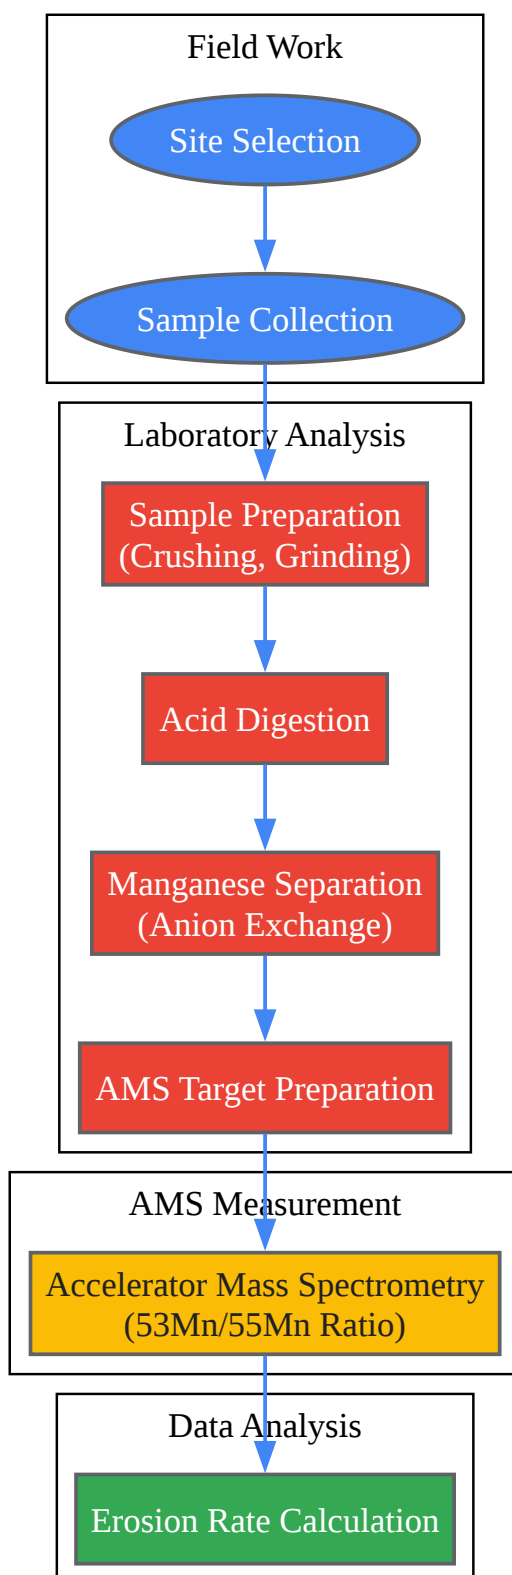 Field Work
Site Selection
Sample Collection
Laboratory Analysis
Sample Preparation
(Crushing, Grinding)
Acid Digestion
Manganese Separation
(Anion Exchange)
AMS Target Preparation
AMS Measurement
Accelerator Mass Spectrometry
(53Mn/55Mn Ratio)
Data Analysis
Erosion Rate Calculation